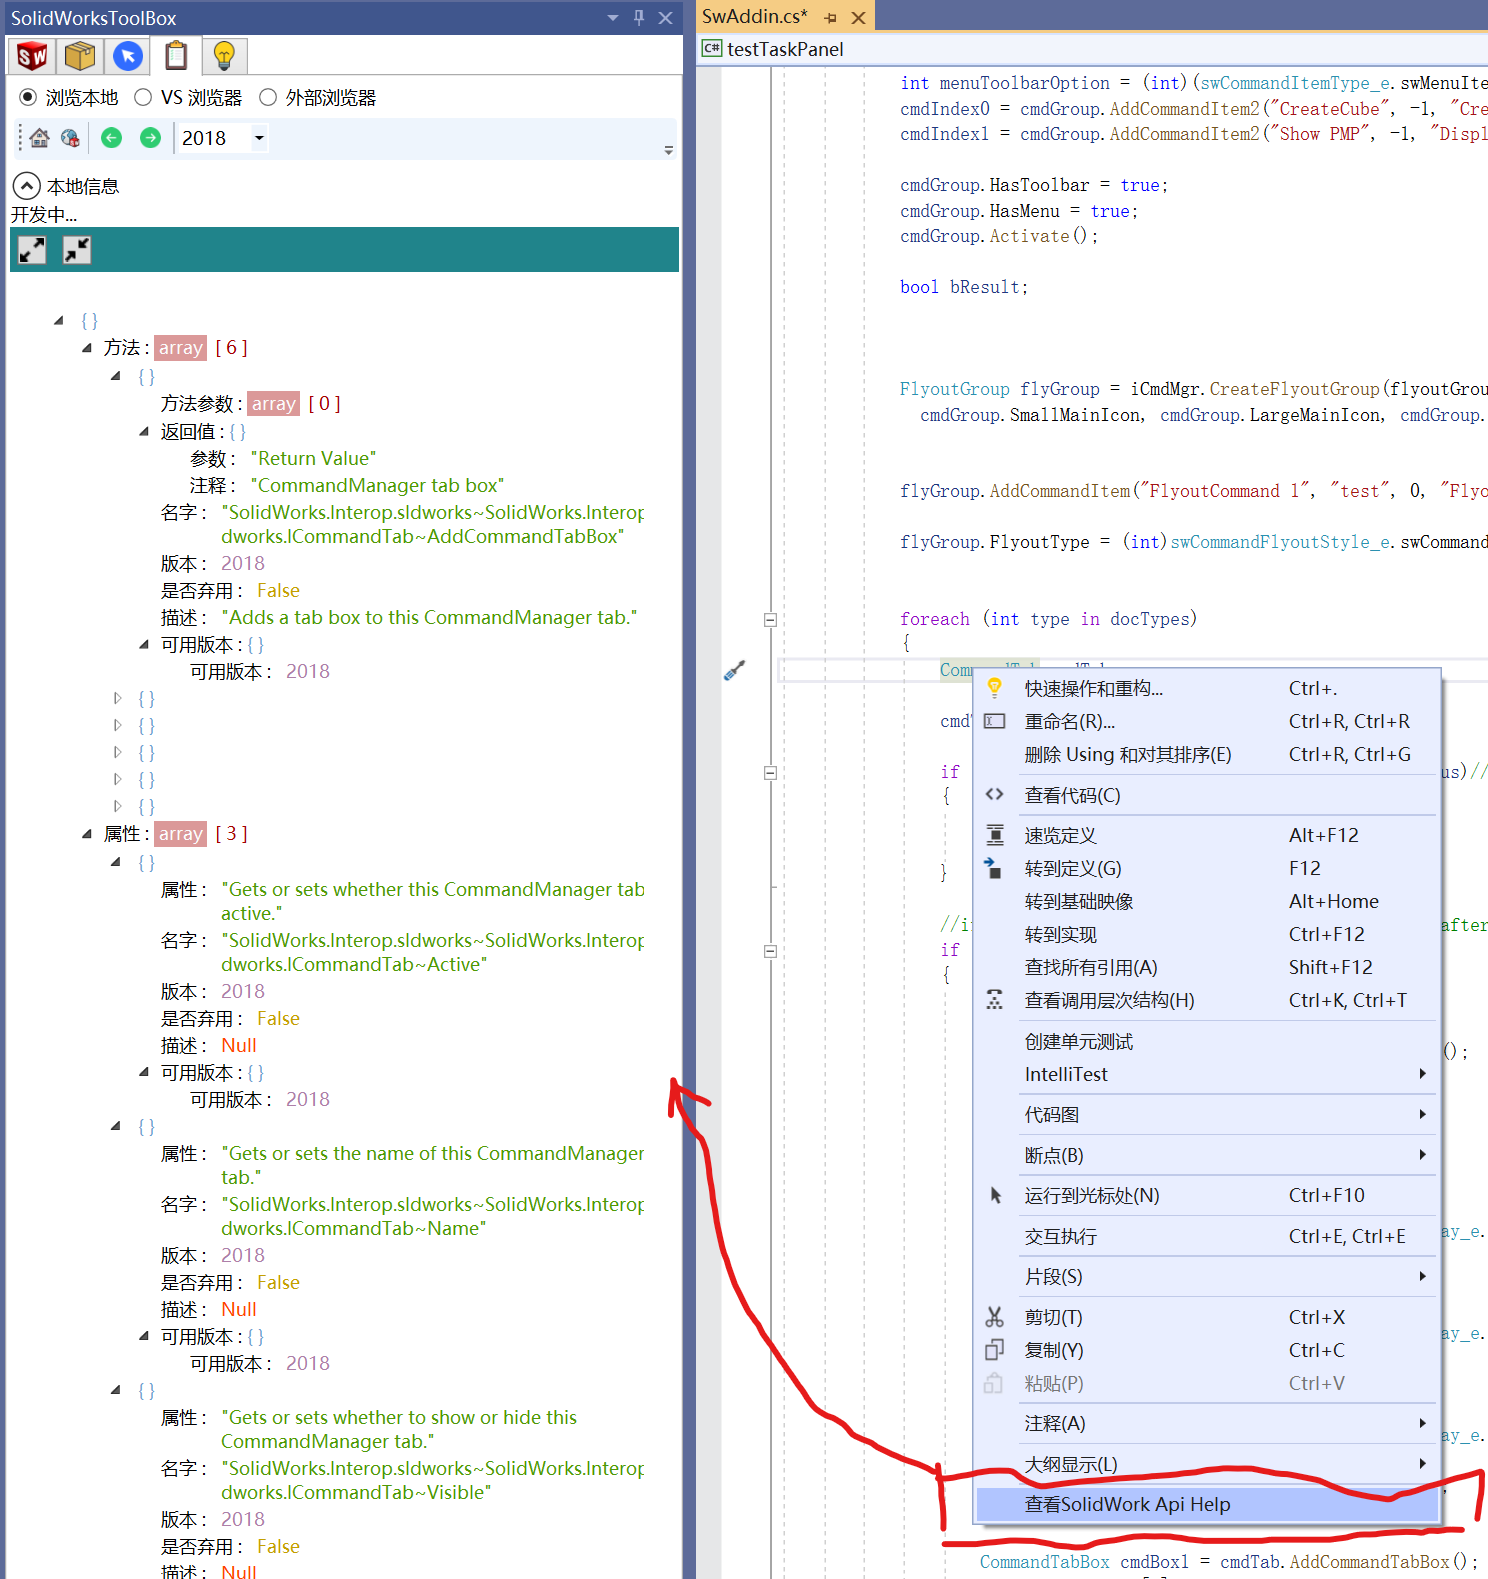 SolidWorksToolBox
浏览本地 VS 浏览器 外部浏览器
2018
本地信息
开发中...
{}
方法: array [ 6 ]
{}
方法参数: array [ 0 ]
返回值:{}
参数: "Return Value"
注释: "CommandManager tab box"
名字: "SolidWorks.Interop.sldworks~SolidWorks.Interop
dworks.ICommandTab~AddCommandTabBox"
版本: 2018
是否弃用: False
描述: "Adds a tab box to this CommandManager tab."
可用版本:{}
可用版本: 2018
{}
{}
{}
{}
{}
属性: array [ 3 ]
{}
属性: "Gets or sets whether this CommandManager tab
active."
名字: "SolidWorks.Interop.sldworks~SolidWorks.Interop
dworks.ICommandTab~Active"
版本: 2018
是否弃用: False
描述: Null
可用版本:{}
可用版本: 2018
{}
属性: "Gets or sets the name of this CommandManager
tab."
名字: "SolidWorks.Interop.sldworks~SolidWorks.Interop
dworks.ICommandTab~Name"
版本: 2018
是否弃用: False
描述: Null
可用版本:{}
可用版本: 2018
{}
属性: "Gets or sets whether to show or hide this
CommandManager tab."
名字: "SolidWorks.Interop.sldworks~SolidWorks.Interop
dworks.ICommandTab~Visible"
版本: 2018
是否弃用: False
描述: Null
SwAddin.cs*
C# testTaskPanel
int menuToolbarOption = (int)(swCommandItemType_e.swMenuIte
cmdIndex0 = cmdGroup.AddCommandItem2("CreateCube", -1, "Cre
cmdIndex1 = cmdGroup.AddCommandItem2("Show PMP", -1, "Displ
cmdGroup.HasToolbar = true;
cmdGroup.HasMenu = true;
cmdGroup.Activate();
bool bResult;
FlyoutGroup flyGroup = iCmdMgr.CreateFlyoutGroup(flyoutGrou
cmdGroup.SmallMainIcon, cmdGroup.LargeMainIcon, cmdGroup.
flyGroup.AddCommandItem("FlyoutCommand 1", "test", 0, "Flyo
flyGroup.FlyoutType = (int)swCommandFlyoutStyle_e.swCommand
foreach (int type in docTypes)
{
cmd
if us)//
{
}
after
if
{
();
ay_e.
ay_e.
ay_e.
CommandTabBox cmdBox1 = cmdTab.AddCommandTabBox();
快速操作和重构... Ctrl+.
重命名(R)... Ctrl+R, Ctrl+R
删除 Using 和对其排序(E) Ctrl+R, Ctrl+G
查看代码(C)
速览定义 Alt+F12
转到定义(G) F12
转到基础映像 Alt+Home
转到实现 Ctrl+F12
查找所有引用(A) Shift+F12
查看调用层次结构(H) Ctrl+K, Ctrl+T
创建单元测试
IntelliTest
代码图
断点(B)
运行到光标处(N) Ctrl+F10
交互执行 Ctrl+E, Ctrl+E
片段(S)
剪切(T) Ctrl+X
复制(Y) Ctrl+C
粘贴(P) Ctrl+V
注释(A)
大纲显示(L)
查看SolidWork Api Help